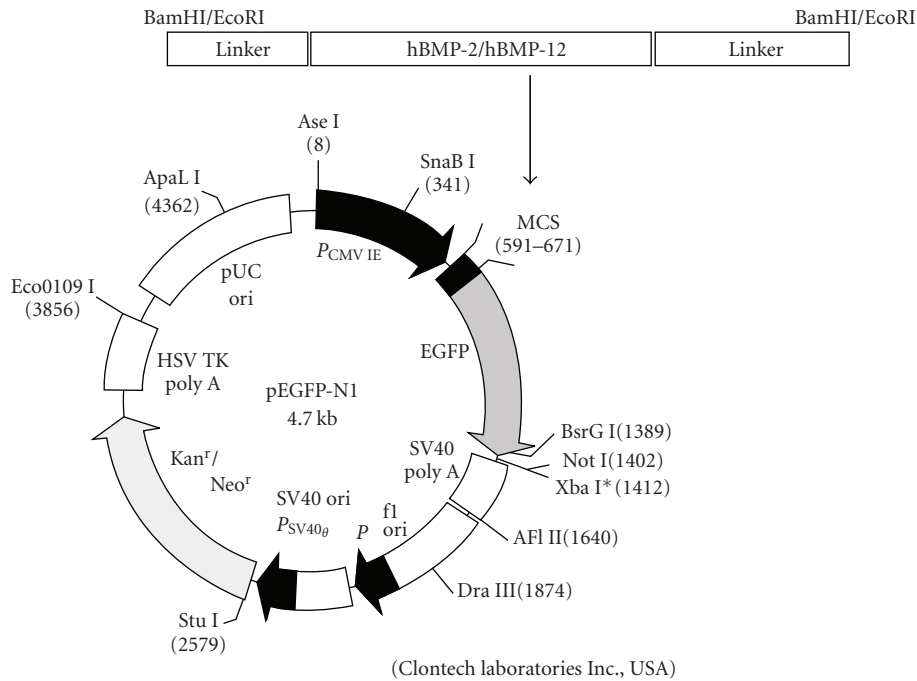 BamHI/EcoRI
BamHI/EcoRI
Linker
hBMP-2/hBMP-12
Linker
Ase I
(8)
SnaB I
(341)
ApaL I
(4362)
MCS
(591–671)
P CMV IE
pUC
ori
Eco0109 I
(3856)
EGFP
HSV TK
poly A
pEGFP-N1
4.7 kb
BsrG I(1389)
Not I(1402)
Xba I*(1412)
SV40
poly A
Kanʳ/
Neoʳ
SV40 ori
P SV40θ
P
f1
ori
AFl II(1640)
Dra III(1874)
Stu I
(2579)
(Clontech laboratories Inc., USA)